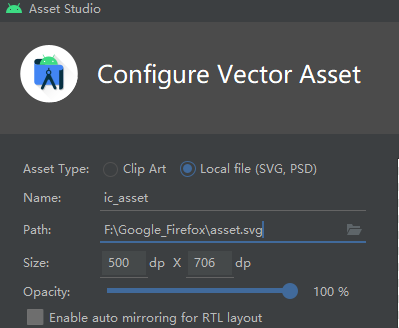 Asset Studio
Configure Vector Asset
Asset Type: Clip Art Local file (SVG, PSD)
Name: ic_asset
Path: F:\Google_Firefox\asset.svg
Size: 500 dp X 706 dp
Opacity: 100 %
Enable auto mirroring for RTL layout